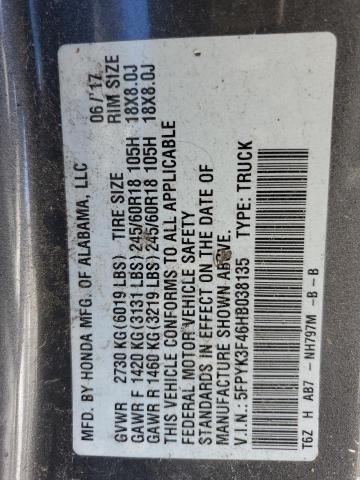 MFD. BY HONDA MFG. OF ALABAMA, LLC 06/'17
GVWR 2730 KG(6019 LBS) TIRE SIZE RIM SIZE
GAWR F 1420 KG(3131 LBS) 245/60R18 105H 18X8.0J
GAWR R 1460 KG(3219 LBS) 245/60R18 105H 18X8.0J
THIS VEHICLE CONFORMS TO ALL APPLICABLE
FEDERAL MOTOR VEHICLE SAFETY
STANDARDS IN EFFECT ON THE DATE OF
MANUFACTURE SHOWN ABOVE.
V.I.N.: 5FPYK3F46HB038135 TYPE: TRUCK
T6Z H AB7 - NH797M -B -B